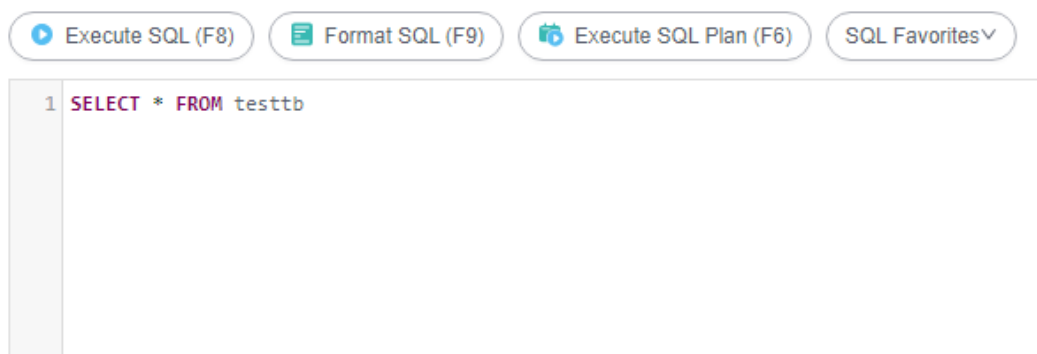 Execute SQL (F8) Format SQL (F9) Execute SQL Plan (F6) SQL Favorites
1 SELECT * FROM testtb